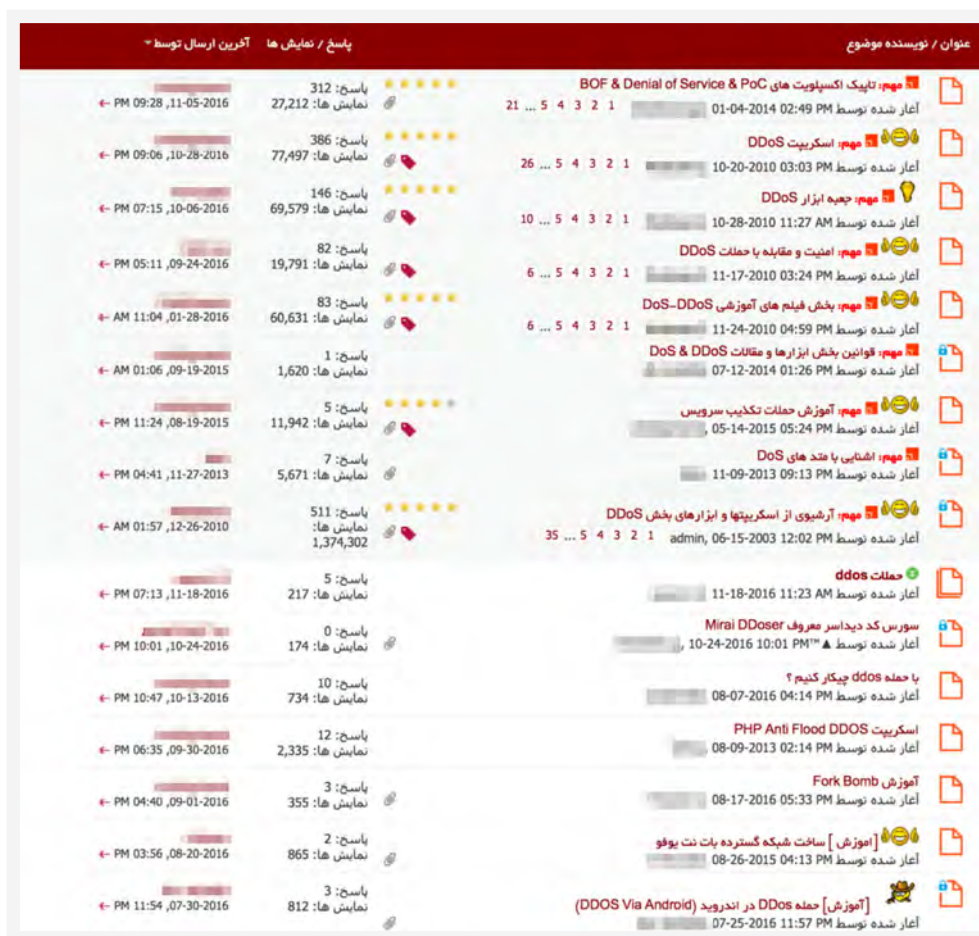 عنوان / نویسنده موضوع
پاسخ / نمایش ها
آخرین ارسال توسط
مهم: تاپیک اکسپلویت های BOF & Denial of Service & PoC
آغاز شده توسط 01-04-2014 02:49 PM
1 2 3 4 5 ... 21
پاسخ: 312
نمایش ها: 27,212
11-05-2016, 09:28 PM
مهم: اسکریپت DDoS
آغاز شده توسط 10-20-2010 03:03 PM
1 2 3 4 5 ... 26
پاسخ: 386
نمایش ها: 77,497
10-28-2016, 09:06 PM
مهم: جعبه ابزار DDoS
آغاز شده توسط 10-28-2010 11:27 AM
1 2 3 4 5 ... 10
پاسخ: 146
نمایش ها: 69,579
10-06-2016, 07:15 PM
مهم: امنیت و مقابله با حملات DDoS
آغاز شده توسط 11-17-2010 03:24 PM
1 2 3 4 5 ... 6
پاسخ: 82
نمایش ها: 19,791
09-24-2016, 05:11 PM
مهم: بخش فیلم های آموزشی DoS-DDoS
آغاز شده توسط 11-24-2010 04:59 PM
1 2 3 4 5 ... 6
پاسخ: 83
نمایش ها: 60,631
01-28-2016, 11:04 AM
مهم: قوانین بخش ابزارها و مقالات DoS & DDoS
آغاز شده توسط 07-12-2014 01:26 PM
پاسخ: 1
نمایش ها: 1,620
09-19-2015, 01:06 AM
مهم: آموزش حملات تکذیب سرویس
آغاز شده توسط 05-14-2015 05:24 PM ,
پاسخ: 5
نمایش ها: 11,942
08-19-2015, 11:24 PM
مهم: اشنایی با متد های DoS
آغاز شده توسط 11-09-2013 09:13 PM
پاسخ: 7
نمایش ها: 5,671
11-27-2013, 04:41 PM
مهم: آرشیوی از اسکریپتها و ابزارهای بخش DDoS
آغاز شده توسط admin, 06-15-2003 12:02 PM
1 2 3 4 5 ... 35
پاسخ: 511
نمایش ها:
1,374,302
12-26-2010, 01:57 AM
حملات ddos
آغاز شده توسط 11-18-2016 11:23 AM
پاسخ: 5
نمایش ها: 217
11-18-2016, 07:13 PM
سورس کد دیداسر معروف Mirai DDoser
آغاز شده توسط ▲™ , 10-24-2016 10:01 PM
پاسخ: 0
نمایش ها: 174
10-24-2016, 10:01 PM
با حمله ddos چیکار کنیم ؟
آغاز شده توسط 08-07-2016 04:14 PM
پاسخ: 10
نمایش ها: 734
10-13-2016, 10:47 PM
اسکریپت PHP Anti Flood DDOS
آغاز شده توسط , 08-09-2013 02:14 PM
پاسخ: 12
نمایش ها: 2,335
09-30-2016, 06:35 PM
آموزش Fork Bomb
آغاز شده توسط 08-17-2016 05:33 PM
پاسخ: 3
نمایش ها: 355
09-01-2016, 04:40 PM
[اموزش ] ساخت شبکه گسترده بات نت یوفو
آغاز شده توسط 08-26-2015 04:13 PM
پاسخ: 2
نمایش ها: 865
08-20-2016, 03:56 PM
[آموزش] حمله DDos در اندروید (DDOS Via Android)
آغاز شده توسط 07-25-2016 11:57 PM
پاسخ: 3
نمایش ها: 812
07-30-2016, 11:54 PM